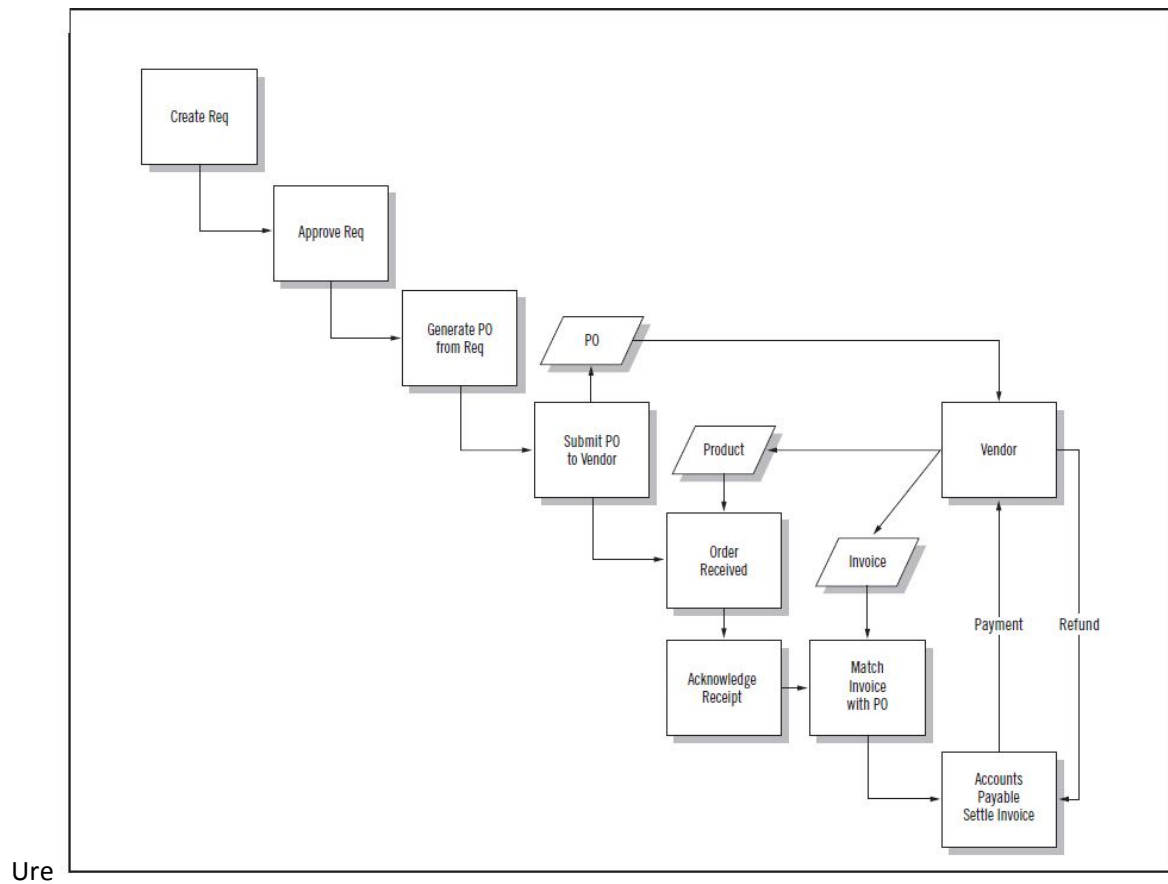 Create Req
Approve Req
Generate PO
from Req
PO
Submit PO
to Vendor
Product
Vendor
Order
Received
Invoice
Payment
Refund
Acknowledge
Receipt
Match
Invoice
with PO
Accounts
Payable
Settle Invoice
Ure